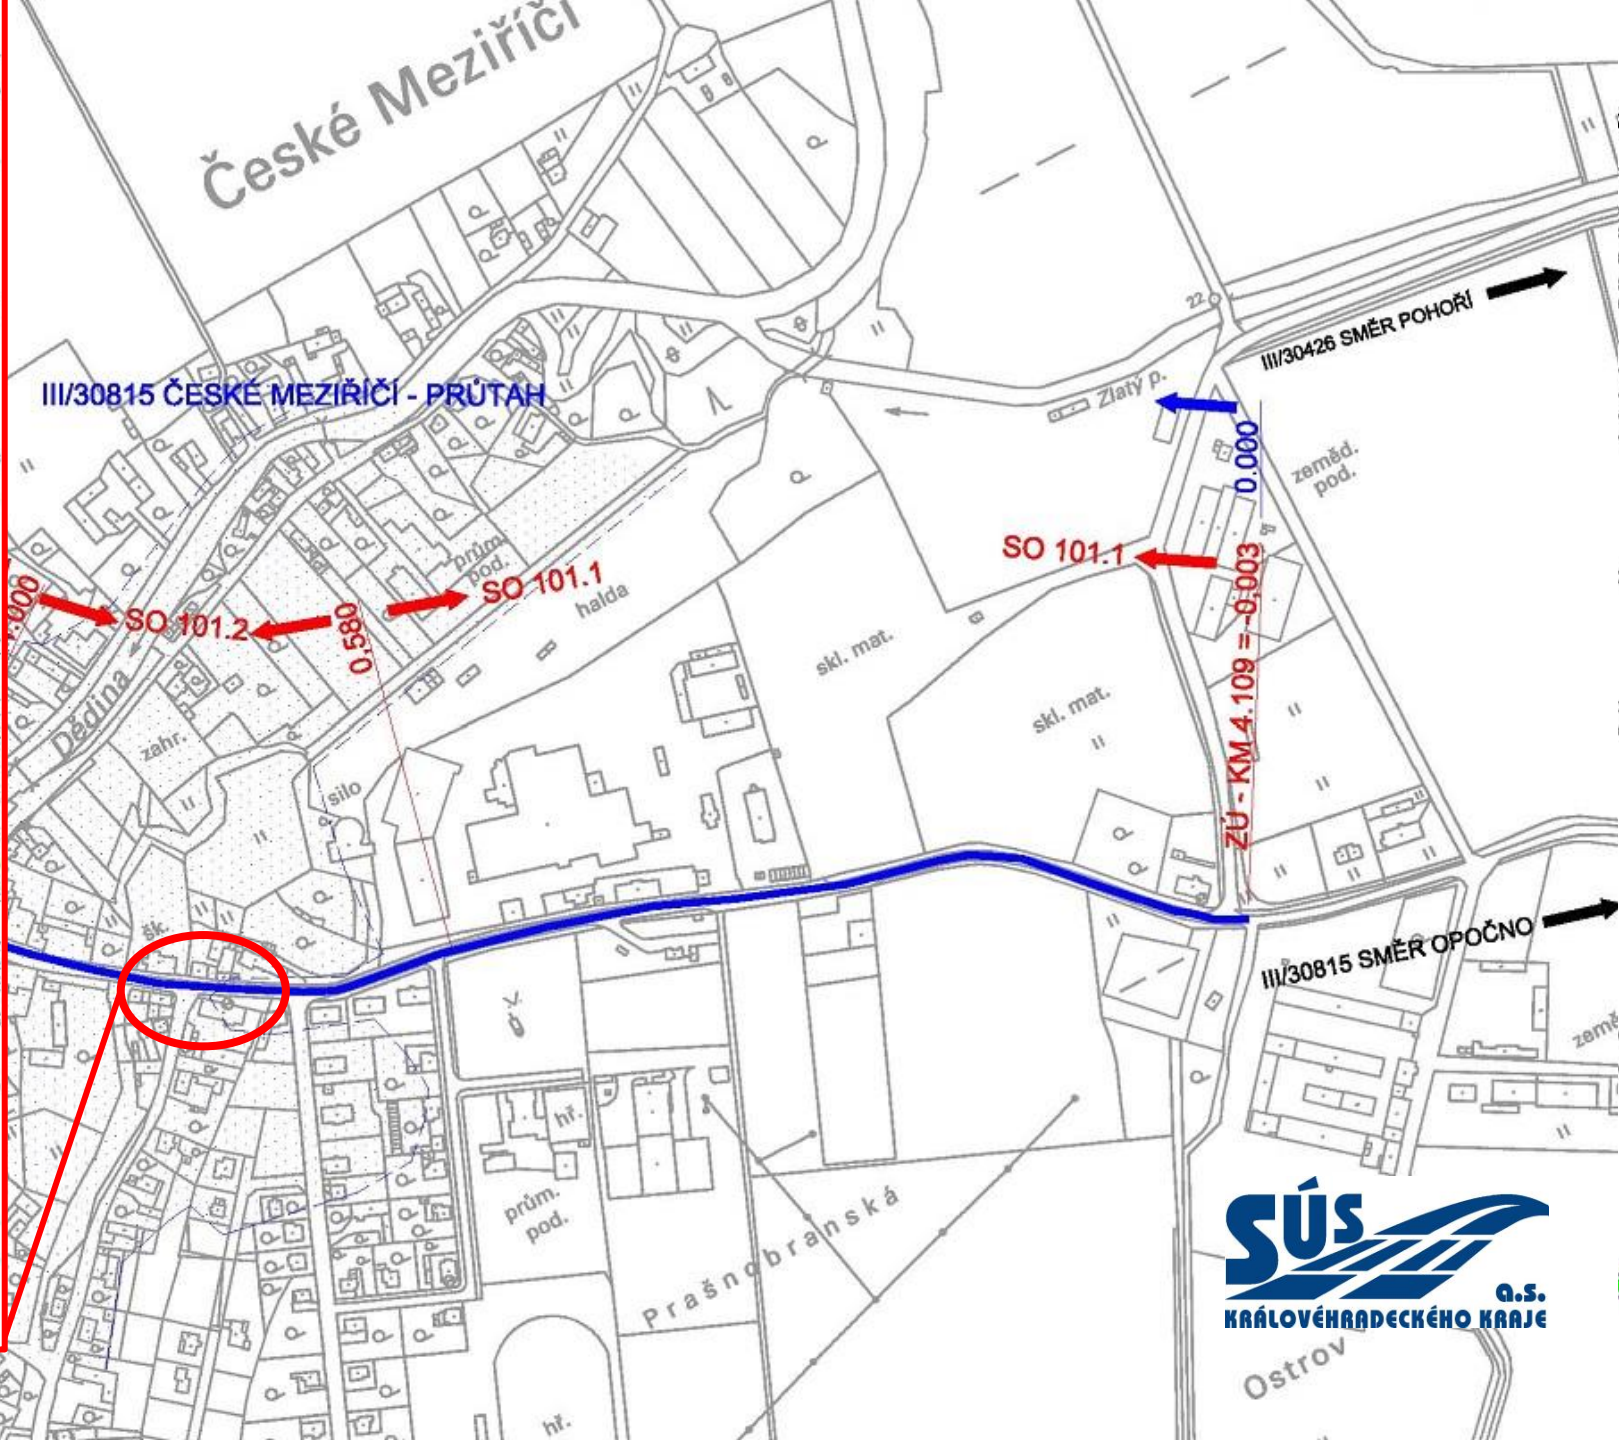 České Meziříčí
22
III/30426 SMĚR POHOŘÍ
III/30815 ČESKÉ MEZIŘÍČÍ - PRŮTAH
Zlatý p.
0.000
zeměd.
pod.
prům.
pod.
SO 101.1
SO 101.1
halda
SO 101.2
0,580
ZÚ - KM 4.109 = -0,003
skl. mat.
skl. mat.
Dědina
zahr.
silo
šk.
III/30815 SMĚR OPOČNO
hř.
prům.
pod.
Prašnobranská
hř.
SÚS
a.s.
KRÁLOVÉHRADECKÉHO KRAJE
Ostrov